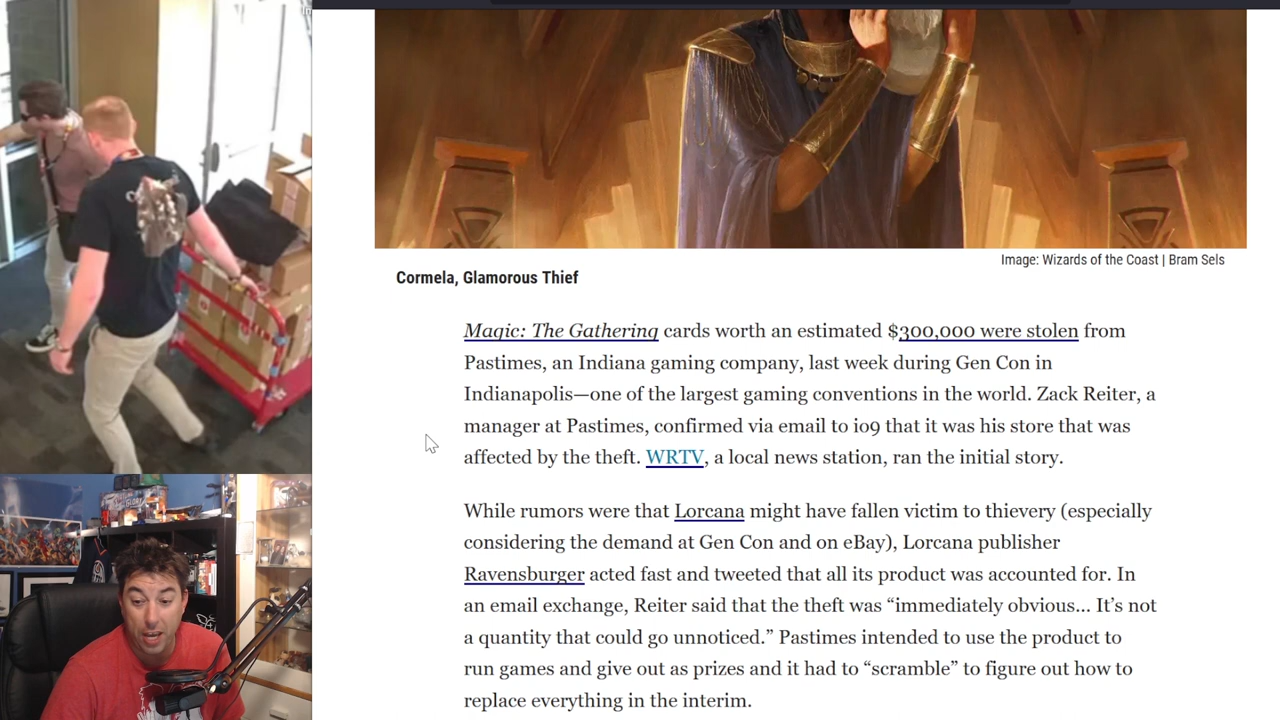 Image: Wizards of the Coast | Bram Sels
Cormela, Glamorous Thief
Magic: The Gathering cards worth an estimated $300,000 were stolen from
Pastimes, an Indiana gaming company, last week during Gen Con in
Indianapolis—one of the largest gaming conventions in the world. Zack Reiter, a
manager at Pastimes, confirmed via email to io9 that it was his store that was
affected by the theft. WRTV, a local news station, ran the initial story.
While rumors were that Lorcana might have fallen victim to thievery (especially
considering the demand at Gen Con and on eBay), Lorcana publisher
Ravensburger acted fast and tweeted that all its product was accounted for. In
an email exchange, Reiter said that the theft was “immediately obvious... It’s not
a quantity that could go unnoticed.” Pastimes intended to use the product to
run games and give out as prizes and it had to “scramble” to figure out how to
replace everything in the interim.